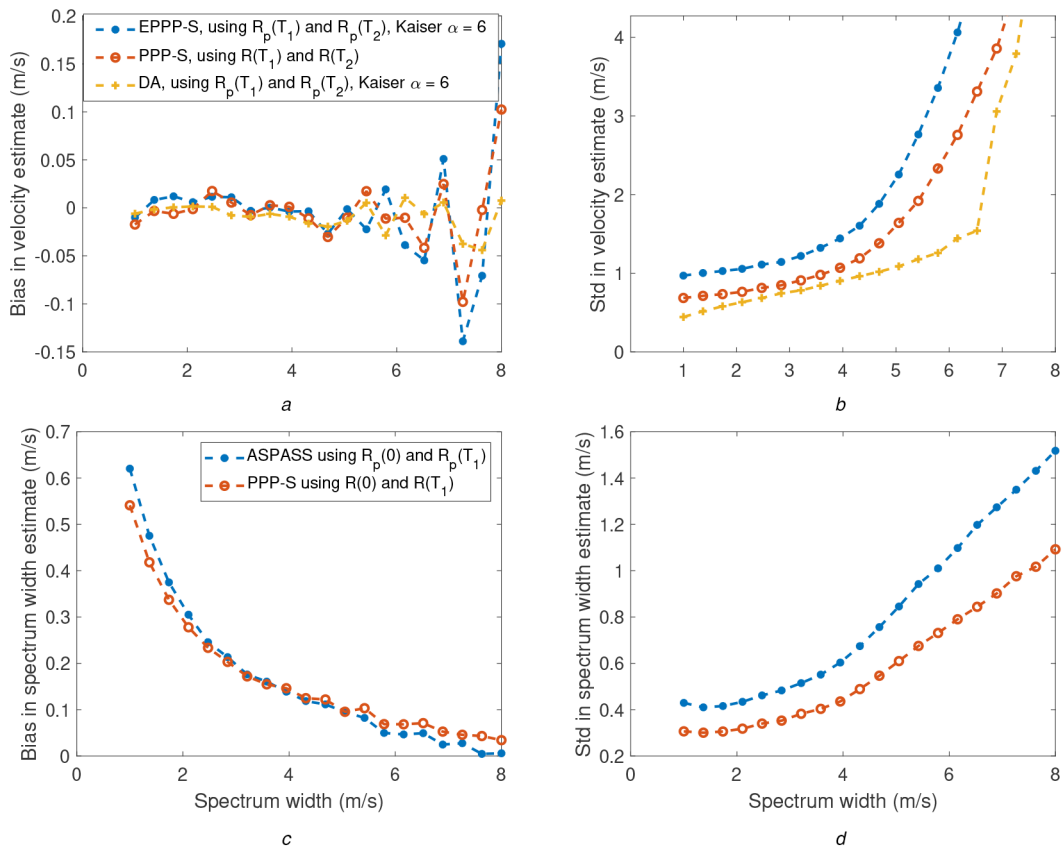 EPPP-S, using R_p(T_1) and R_p(T_2), Kaiser α = 6
PPP-S, using R(T_1) and R(T_2)
DA, using R_p(T_1) and R_p(T_2), Kaiser α = 6
Bias in velocity estimate (m/s)
0.2
0.15
0.1
0.05
0
-0.05
-0.1
-0.15
0 2 4 6 8
a
Std in velocity estimate (m/s)
4
3
2
1
0
1 2 3 4 5 6 7 8
b
ASPASS using R_p(0) and R_p(T_1)
PPP-S using R(0) and R(T_1)
Bias in spectrum width estimate (m/s)
0.7
0.6
0.5
0.4
0.3
0.2
0.1
0
0 2 4 6 8
Spectrum width (m/s)
c
Std in spectrum width estimate (m/s)
1.6
1.4
1.2
1
0.8
0.6
0.4
0.2
0 2 4 6 8
Spectrum width (m/s)
d